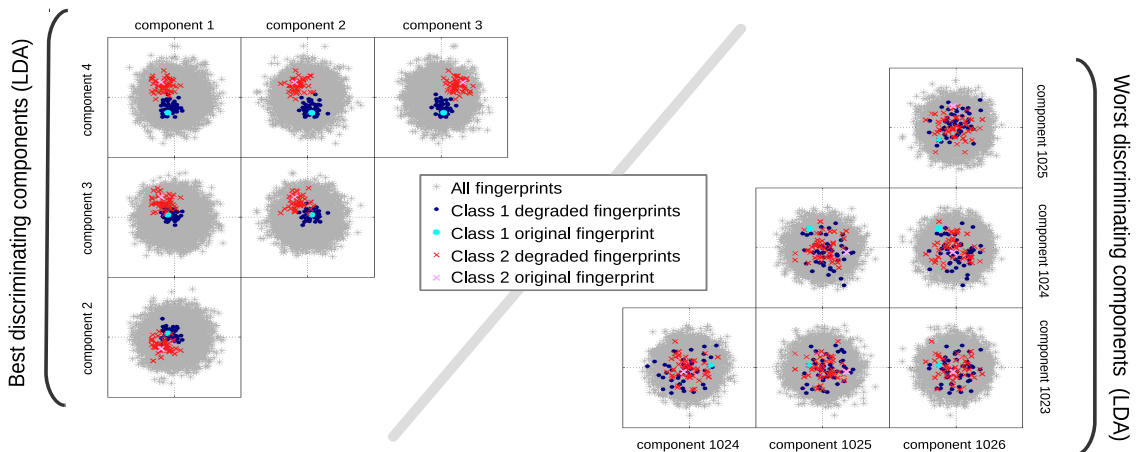 Best discriminating components (LDA)
component 1
component 2
component 3
component 4
component 3
component 2
All fingerprints
Class 1 degraded fingerprints
Class 1 original fingerprint
Class 2 degraded fingerprints
Class 2 original fingerprint
component 1025
component 1024
component 1023
component 1024
component 1025
component 1026
Worst discriminating components (LDA)